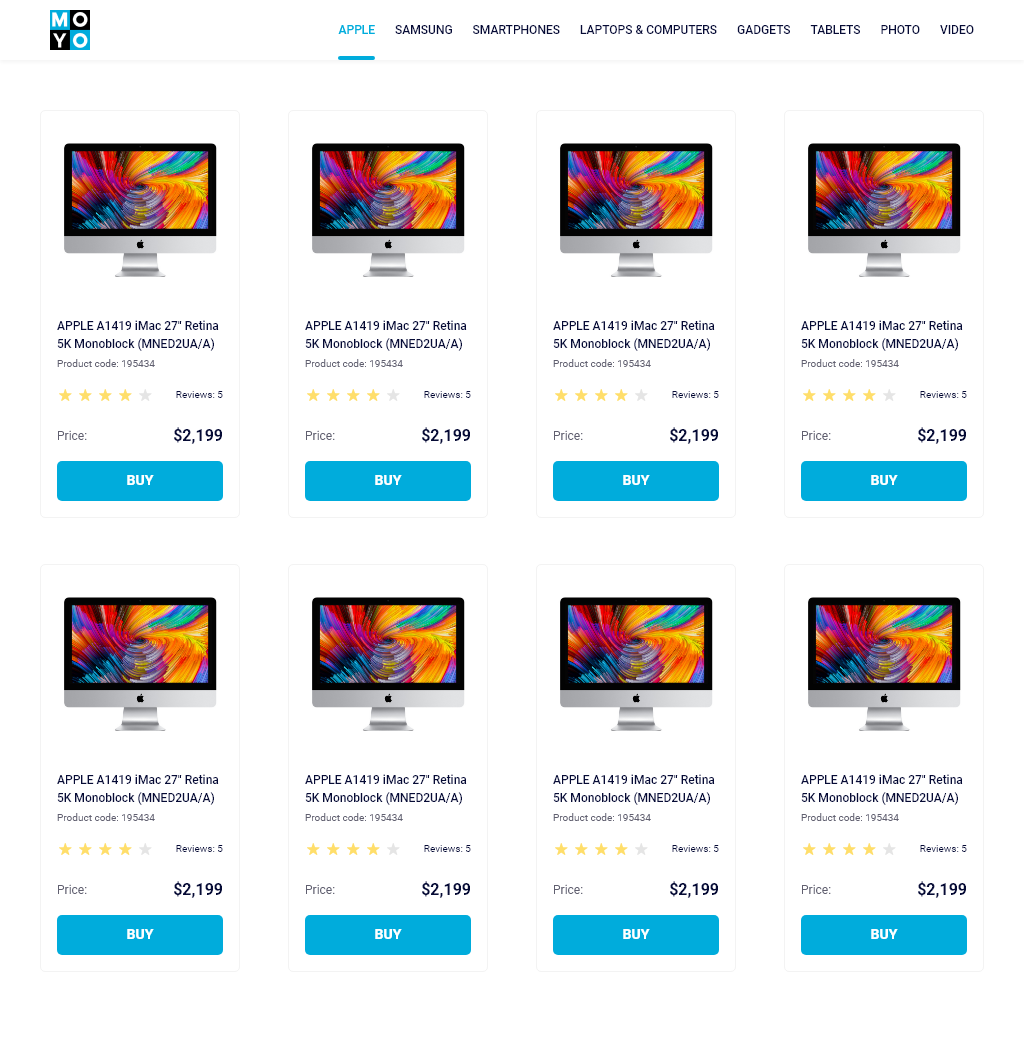 MO
YO
APPLE SAMSUNG SMARTPHONES LAPTOPS & COMPUTERS GADGETS TABLETS PHOTO VIDEO
APPLE A1419 iMac 27" Retina
5K Monoblock (MNED2UA/A)
Product code: 195434
Reviews: 5
Price: $2,199
BUY
APPLE A1419 iMac 27" Retina
5K Monoblock (MNED2UA/A)
Product code: 195434
Reviews: 5
Price: $2,199
BUY
APPLE A1419 iMac 27" Retina
5K Monoblock (MNED2UA/A)
Product code: 195434
Reviews: 5
Price: $2,199
BUY
APPLE A1419 iMac 27" Retina
5K Monoblock (MNED2UA/A)
Product code: 195434
Reviews: 5
Price: $2,199
BUY
APPLE A1419 iMac 27" Retina
5K Monoblock (MNED2UA/A)
Product code: 195434
Reviews: 5
Price: $2,199
BUY
APPLE A1419 iMac 27" Retina
5K Monoblock (MNED2UA/A)
Product code: 195434
Reviews: 5
Price: $2,199
BUY
APPLE A1419 iMac 27" Retina
5K Monoblock (MNED2UA/A)
Product code: 195434
Reviews: 5
Price: $2,199
BUY
APPLE A1419 iMac 27" Retina
5K Monoblock (MNED2UA/A)
Product code: 195434
Reviews: 5
Price: $2,199
BUY